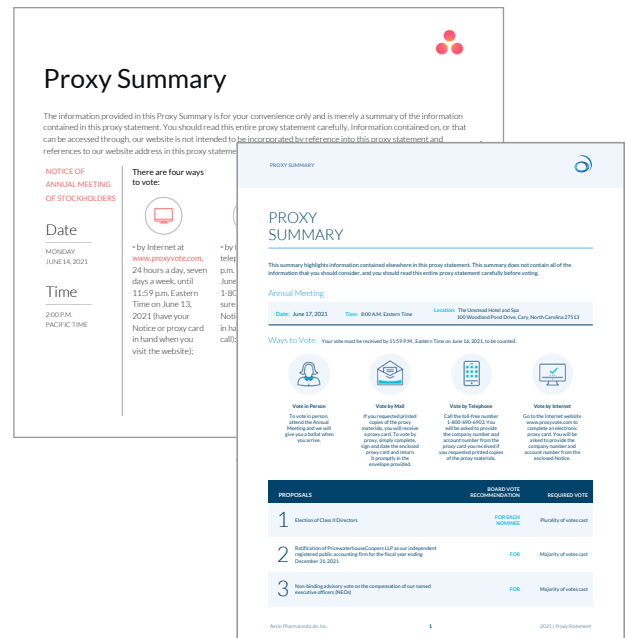 Proxy Summary
The information provided in this Proxy Summary is for your convenience only and is merely a summary of the information
contained in this proxy statement. You should read this entire proxy statement carefully. Information contained on, or that
can be accessed through, our website is not intended to be incorporated by reference into this proxy statement and
references to our website address in this proxy stateme
NOTICE OF
ANNUAL MEETING
OF STOCKHOLDERS
Date
MONDAY
JUNE 14, 2021
Time
2:00 P.M.
PACIFIC TIME
There are four ways
to vote:
• by Internet at
www.proxyvote.com,
24 hours a day, seven
days a week, until
11:59 p.m. Eastern
Time on June 13,
2021 (have your
Notice or proxy card
in hand when you
visit the website);
• by t
telep
p.m.
June
1-80
sure
Noti
in ha
call);
PROXY SUMMARY
PROXY
SUMMARY
This summary highlights information contained elsewhere in this proxy statement. This summary does not contain all of the
information that you should consider, and you should read this entire proxy statement carefully before voting.
Annual Meeting
Date: June 17, 2021
Time: 8:00 A.M. Eastern Time
Location: The Umstead Hotel and Spa
100 Woodland Pond Drive, Cary, North Carolina 27513
Ways to Vote Your vote must be received by 11:59 P.M., Eastern Time on June 16, 2021, to be counted.
Vote in Person
To vote in person,
attend the Annual
Meeting and we will
give you a ballot when
you arrive.
Vote by Mail
If you requested printed
copies of the proxy
materials, you will receive
a proxy card. To vote by
proxy, simply complete,
sign and date the enclosed
proxy card and return
it promptly in the
envelope provided.
Vote by Telephone
Call the toll-free number
1-800-690-6903. You
will be asked to provide
the company number and
account number from the
proxy card you received if
you requested printed copies
of the proxy materials.
Vote by Internet
Go to the Internet website
www.proxyvote.com to
complete an electronic
proxy card. You will be
asked to provide the
company number and
account number from the
enclosed Notice.
PROPOSALS
BOARD VOTE
RECOMMENDATION
REQUIRED VOTE
1 Election of Class II Directors
FOR EACH
NOMINEE
Plurality of votes cast
2 Ratification of PricewaterhouseCoopers LLP as our independent
registered public accounting firm for the fiscal year ending
December 31, 2021
FOR
Majority of votes cast
3 Non-binding advisory vote on the compensation of our named
executive officers (NEOs)
FOR
Majority of votes cast
Aerie Pharmaceuticals, Inc.
1
2021 | Proxy Statement